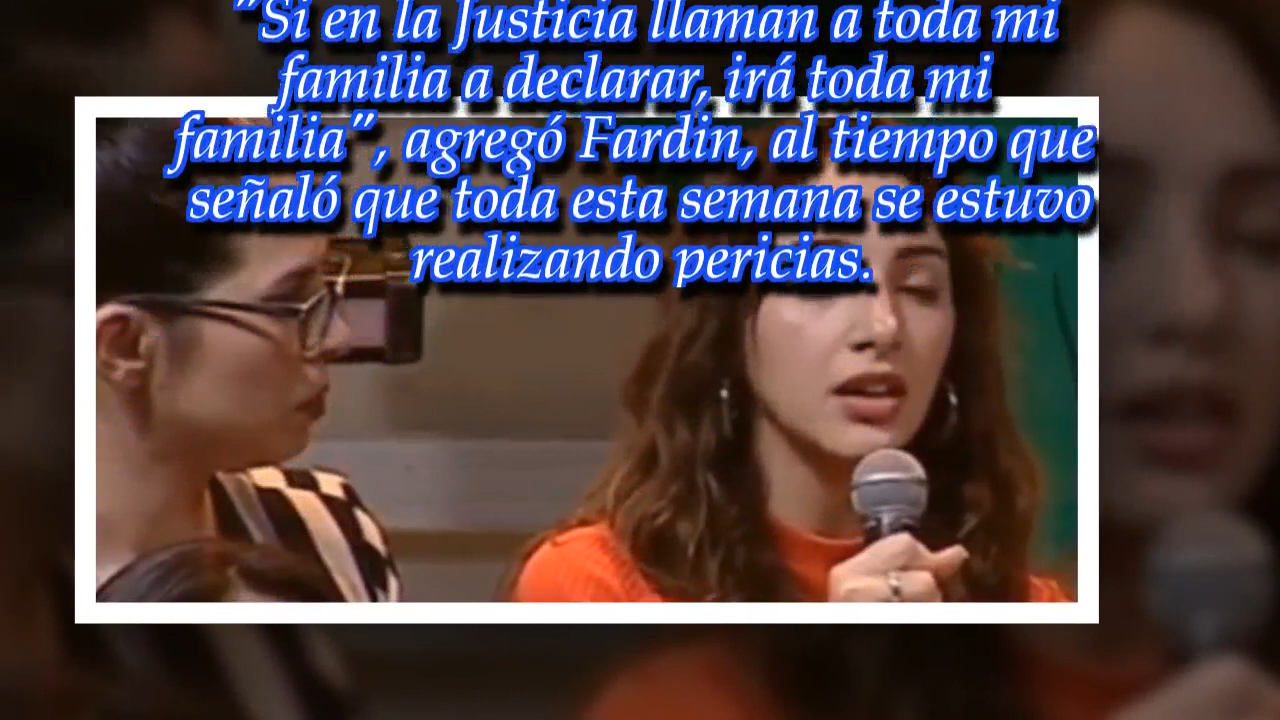 "Si en la Justicia llaman a toda mi
familia a declarar, irá toda mi
familia", agregó Fardin, al tiempo que
señaló que toda esta semana se estuvo
realizando pericias.